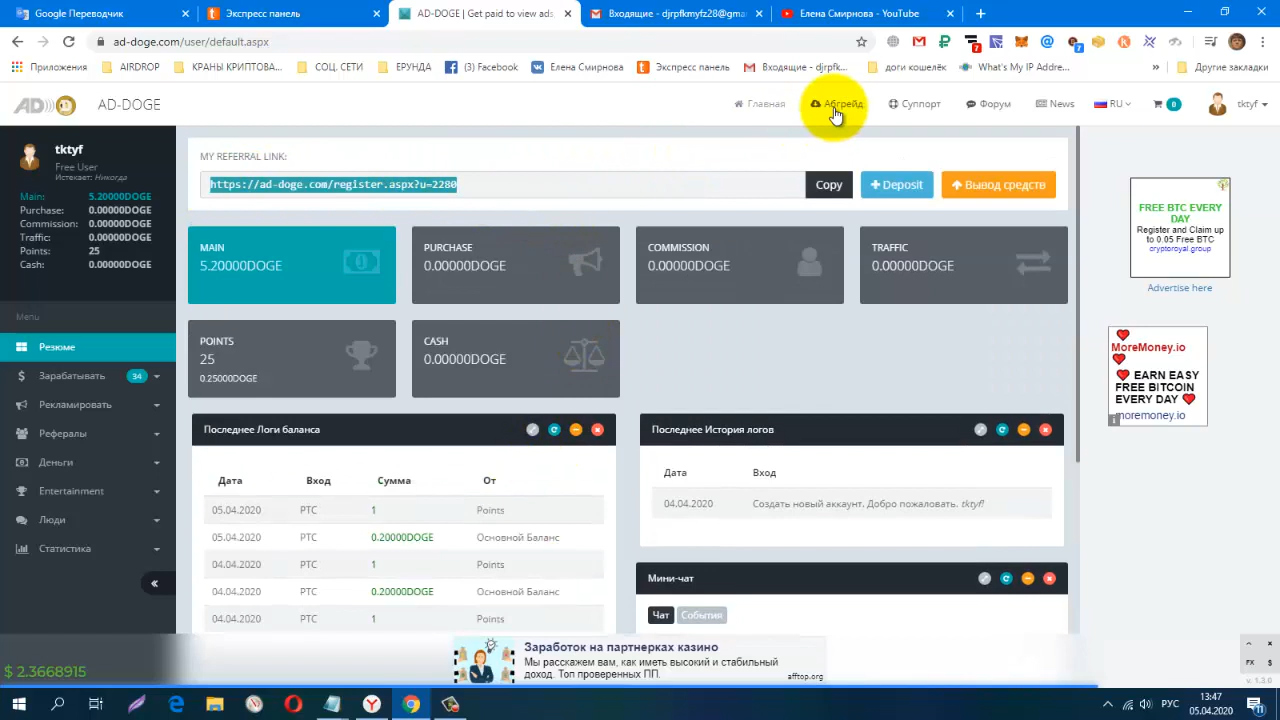 Google Переводчик
Экспресс панель
AD-DOGE | Get paid to view ads,
Входящие - djrpfkmyfz28@gma
Елена Смирнова - YouTube
ad-doge.com/user/default.aspx
7
7
Приложения
AIRDROP
КРАНЫ КРИПТОВА...
СОЦ. СЕТИ
ЕРУНДА
(3) Facebook
Елена Смирнова
Экспресс панель
Входящие - djrpfk...
доги кошелёк
What's My IP Addre...
»
Другие закладки
AD
AD-DOGE
Главная
Абгрейд
Суппорт
Форум
News
RU
0
tktyf
tktyf
Free User
Истекает: Никогда
Main: 5.20000DOGE
Purchase: 0.00000DOGE
Commission: 0.00000DOGE
Traffic: 0.00000DOGE
Points: 25
Cash: 0.00000DOGE
Menu
Резюме
Зарабатывать 34
Рекламировать
Рефералы
Деньги
Entertainment
Люди
Статистика
«
$ 2.3668915
MY REFERRAL LINK:
https://ad-doge.com/register.aspx?u=2280
Copy
+ Deposit
Вывод средств
MAIN
5.20000DOGE
PURCHASE
0.00000DOGE
COMMISSION
0.00000DOGE
TRAFFIC
0.00000DOGE
POINTS
25
0.25000DOGE
CASH
0.00000DOGE
Последнее Логи баланса
Дата Вход Сумма От
05.04.2020 PTC 1 Points
05.04.2020 PTC 0.20000DOGE Основной Баланс
04.04.2020 PTC 1 Points
04.04.2020 PTC 0.20000DOGE Основной Баланс
04.04.2020 PTC 1 Points
Последнее История логов
Дата Вход
04.04.2020 Создать новый аккаунт. Добро пожаловать. tktyf!
Мини-чат
Чат
События
FREE BTC EVERY
DAY
Register and Claim up
to 0.05 Free BTC
cryptoroyal.group
Advertise here
MoreMoney.io
EARN EASY
FREE BITCOIN
EVERY DAY
moremoney.io
Заработок на партнерках казино
Мы расскажем вам, как иметь высокий и стабильный
доход. Топ проверенных ПП.
afftop.org
FX $
v. 1.3.0
РУС
13:47
05.04.2020